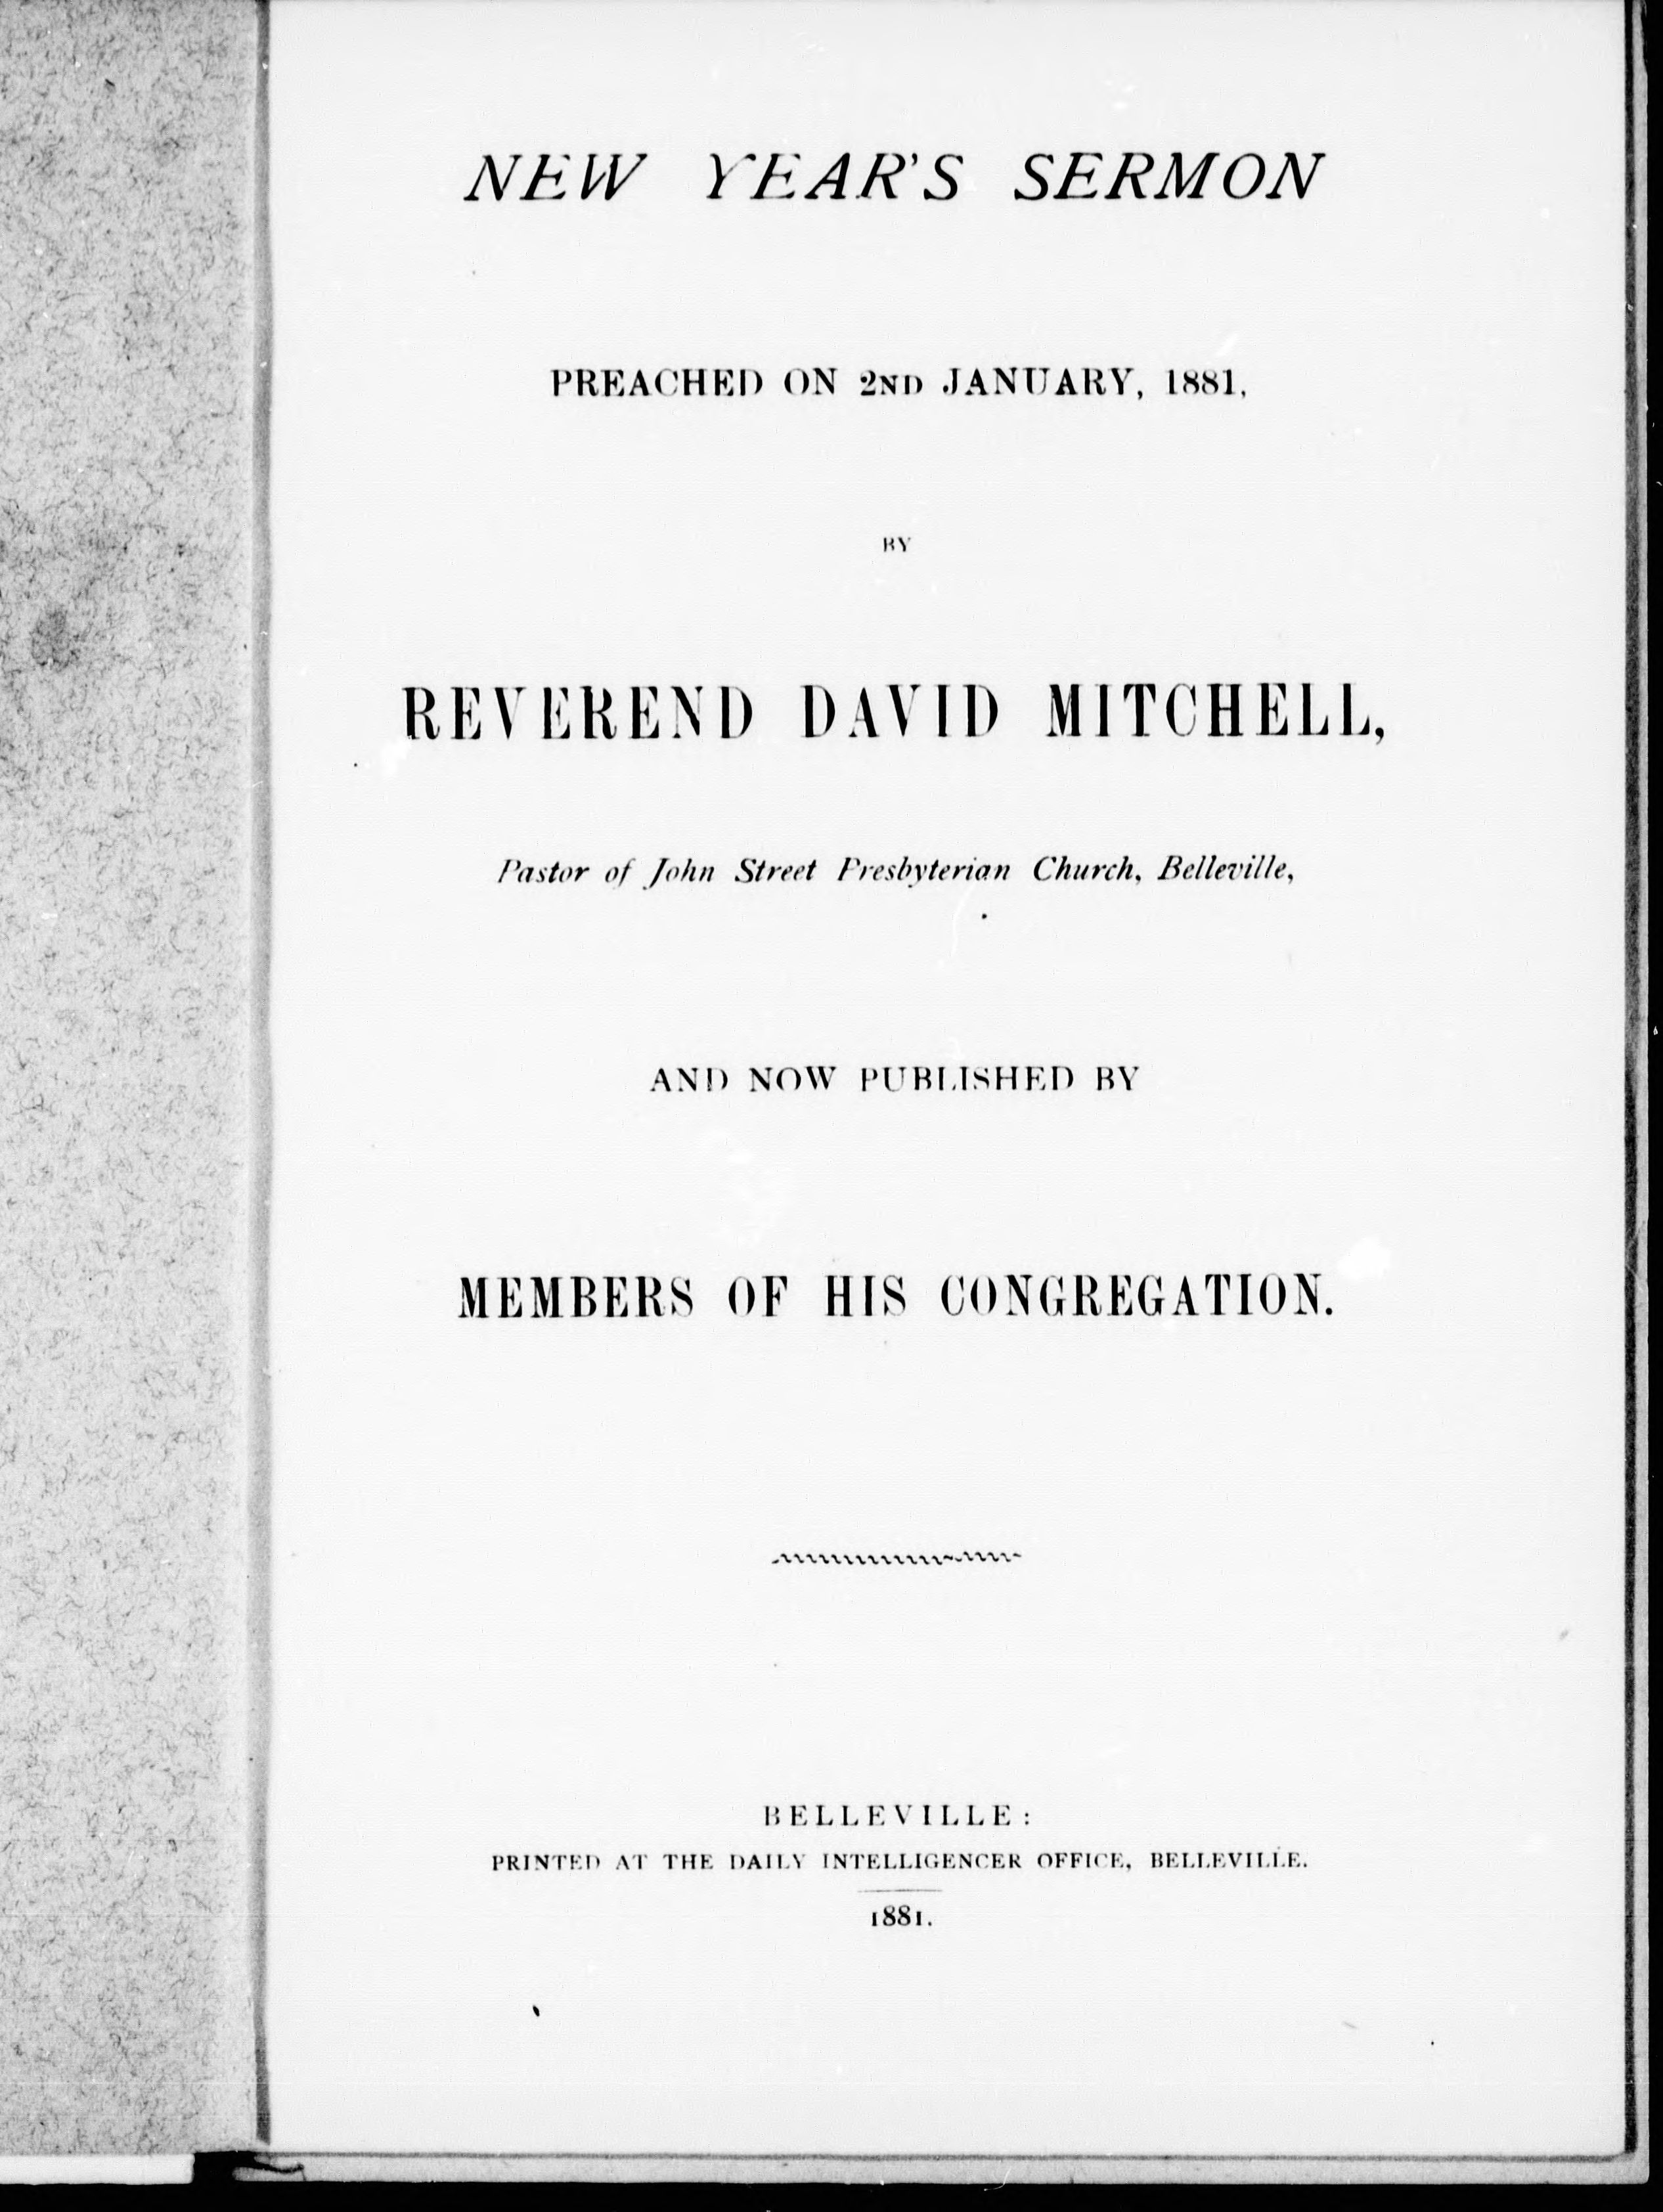 NEW YEAR'S SERMON
PREACHED ON 2ND JANUARY, 1881,
BY
REVEREND DAVID MITCHELL,
Pastor of John Street Presbyterian Church, Belleville,
AND NOW PUBLISHED BY
MEMBERS OF HIS CONGREGATION.
BELLEVILLE:
PRINTED AT THE DAILY INTELLIGENCER OFFICE, BELLEVILLE.
1881.